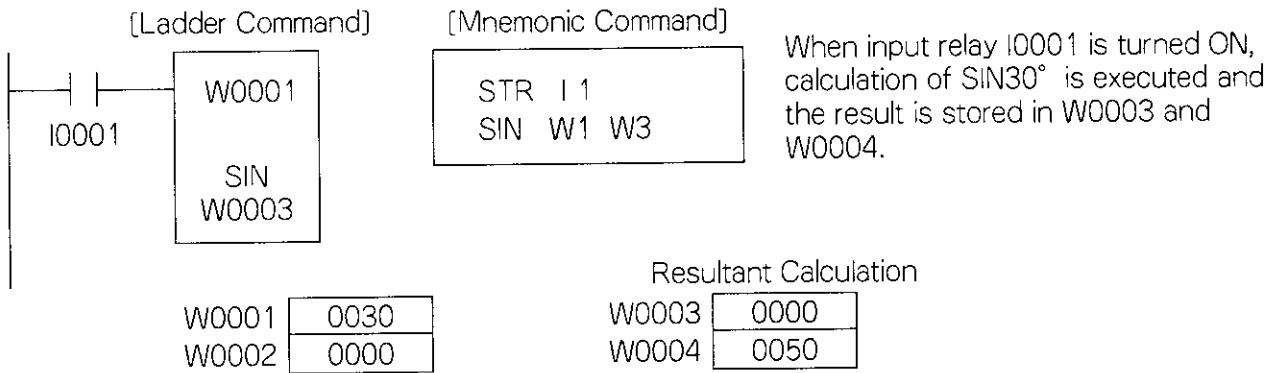 [Ladder Command]
[Mnemonic Command]
W0001
I0001
SIN
W0003
STR I 1
SIN W1 W3
When input relay I0001 is turned ON,
calculation of SIN30° is executed and
the result is stored in W0003 and
W0004.
Resultant Calculation
W0001 0030
W0002 0000
W0003 0000
W0004 0050